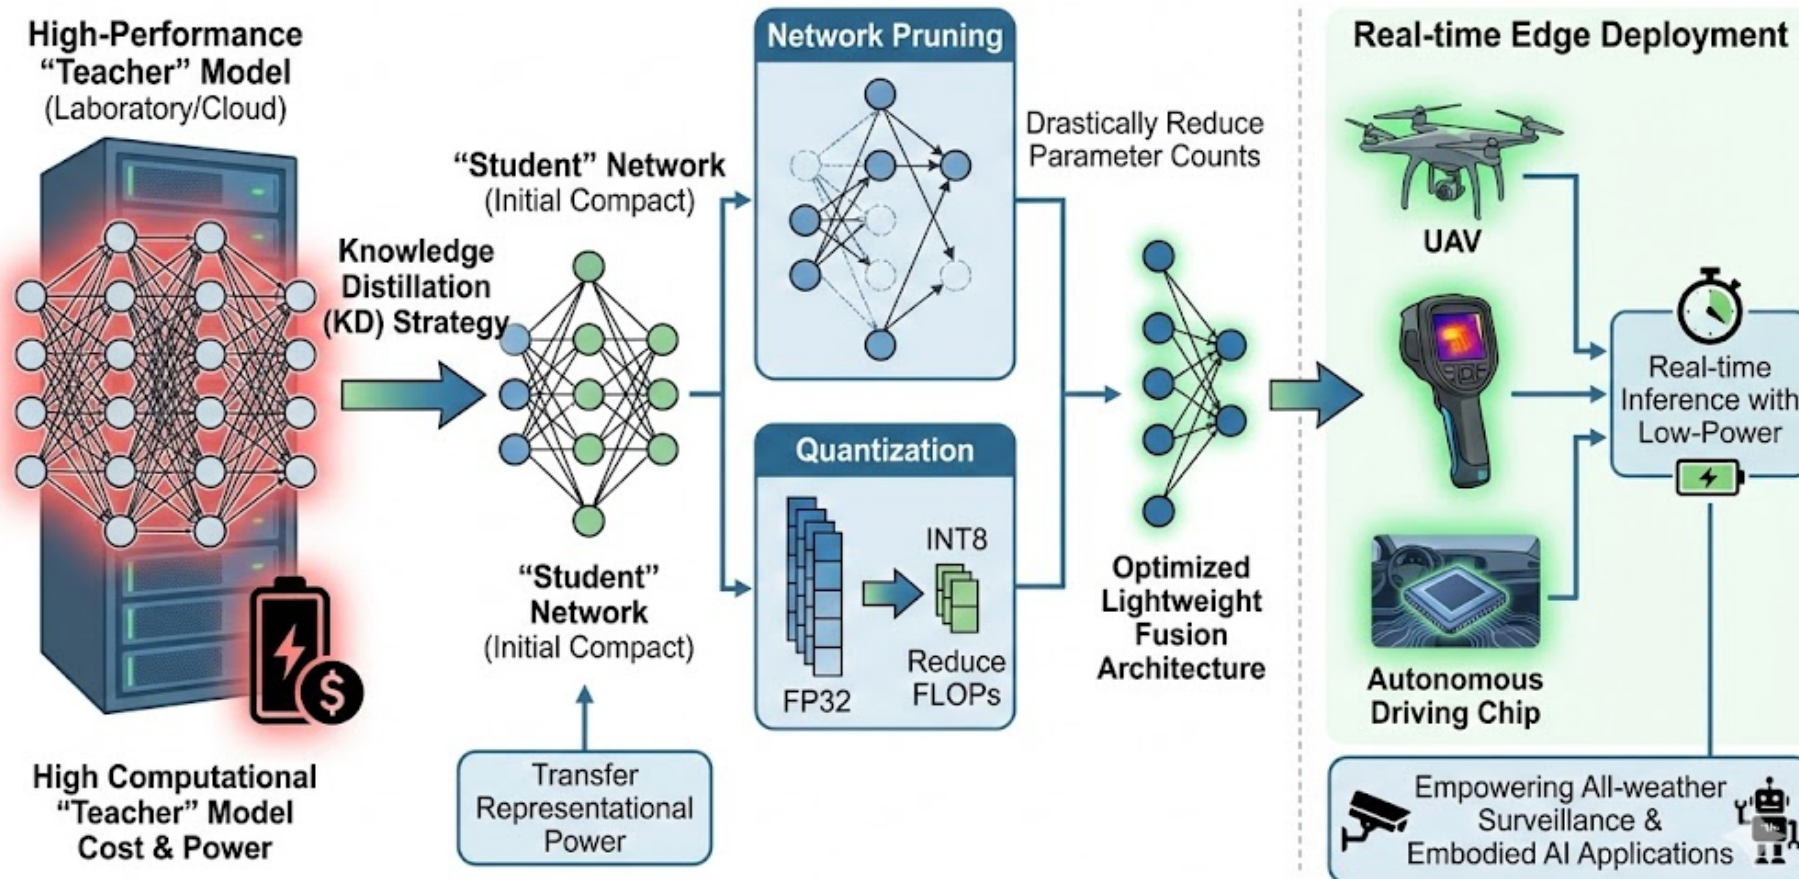 High-Performance
“Teacher” Model
(Laboratory/Cloud)
High Computational
“Teacher” Model
Cost & Power
$
Knowledge
Distillation
(KD) Strategy
“Student” Network
(Initial Compact)
“Student”
Network
(Initial Compact)
Transfer
Representational
Power
Network Pruning
Quantization
FP32
INT8
Reduce
FLOPs
Drastically Reduce
Parameter Counts
Optimized
Lightweight
Fusion
Architecture
Real-time Edge Deployment
UAV
Autonomous
Driving Chip
Real-time
Inference with
Low-Power
Empowering All-weather
Surveillance &
Embodied AI Applications